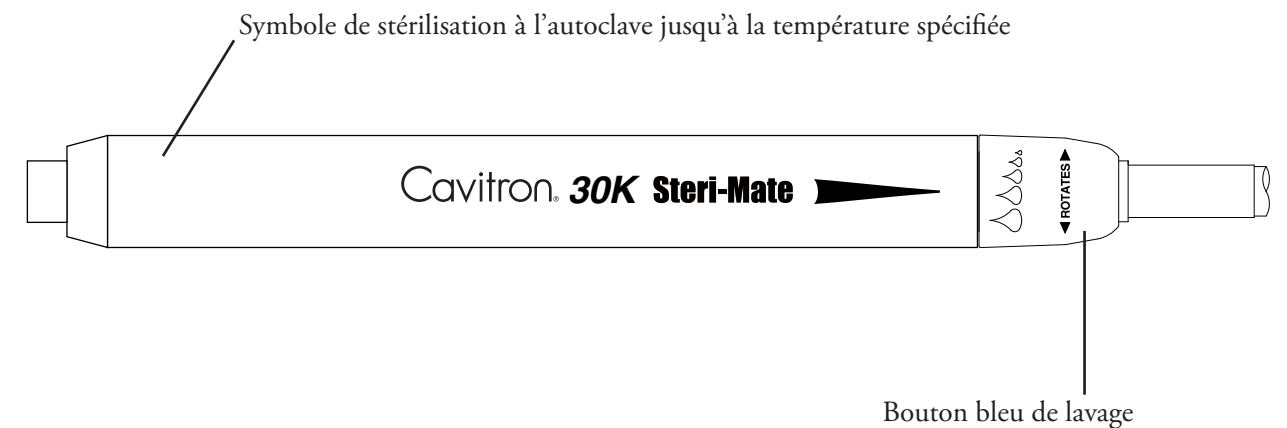 Symbole de stérilisation à l’autoclave jusqu’à la température spécifiée
Cavitron® 30K Steri-Mate
ROTATES
Bouton bleu de lavage